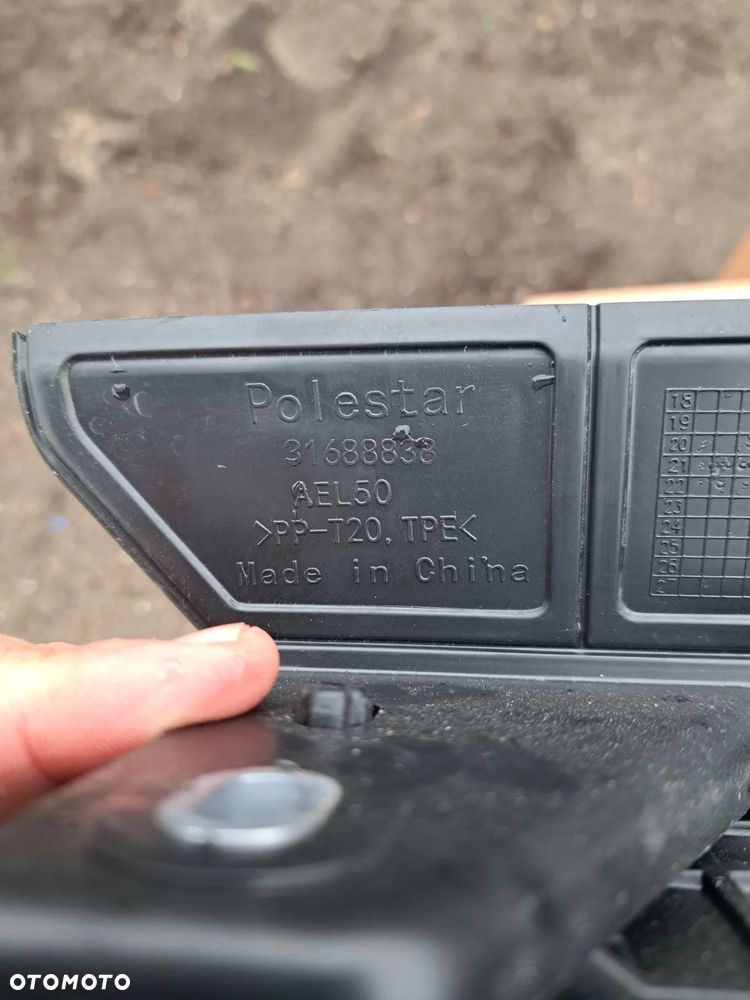 Polestar
31688838
AEL50
>PP-T20,TPE<
Made in China
18
19
20
21
22
23
24
25
26
27
OTOMOTO